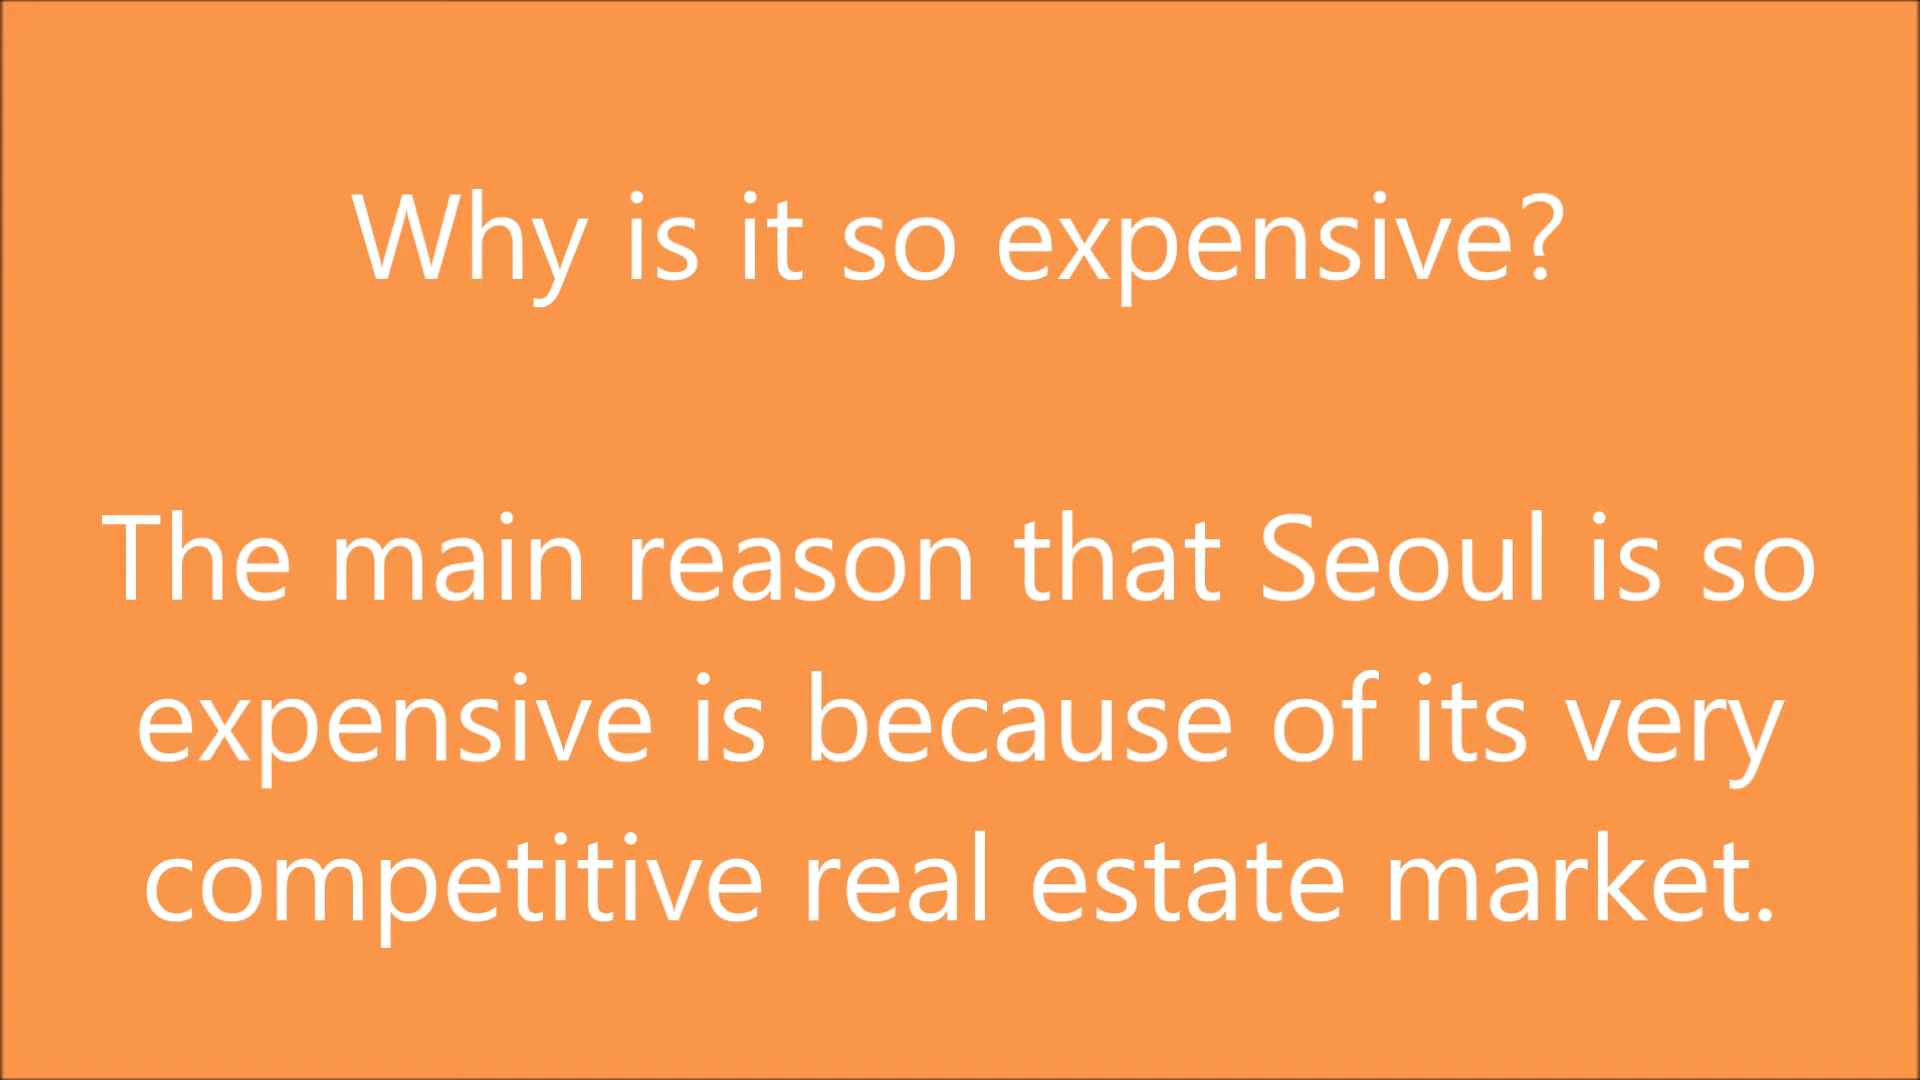 Why is it so expensive?
The main reason that Seoul is so
expensive is because of its very
competitive real estate market.